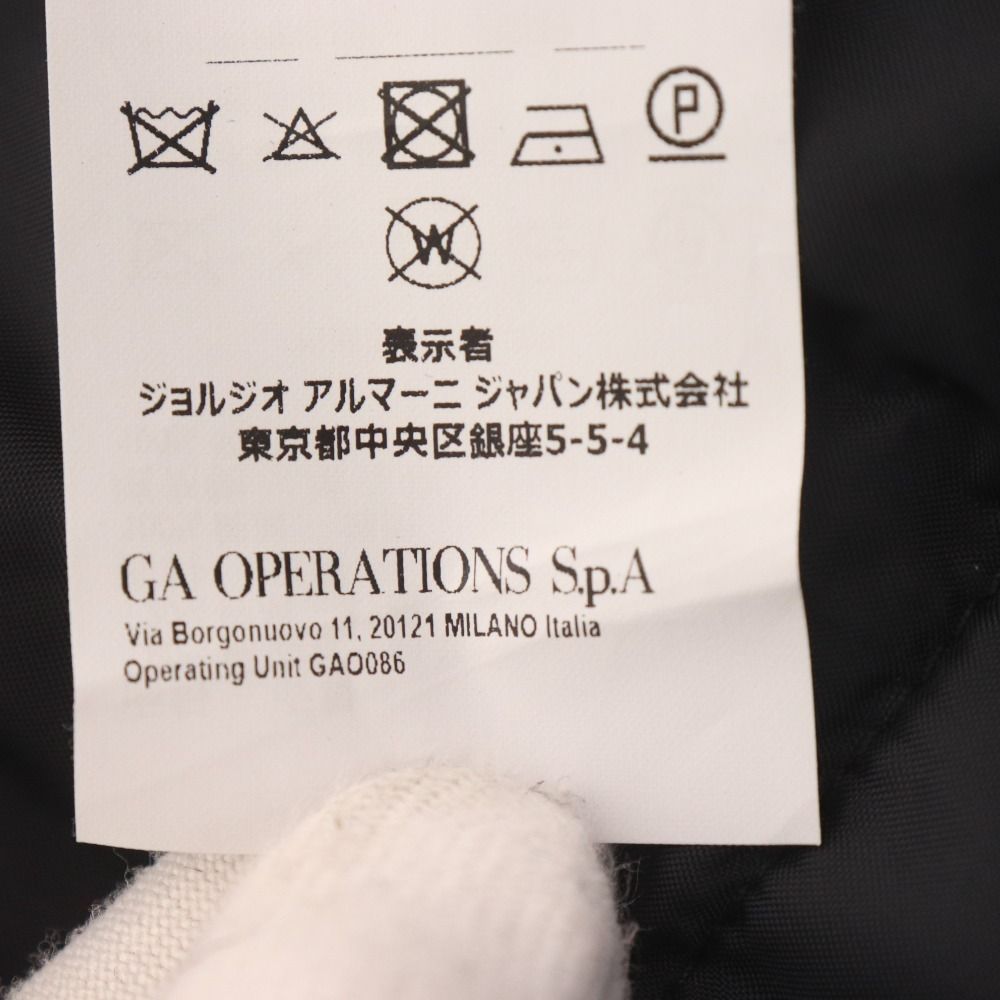 P
W
表示者
ジョルジオ アルマーニ ジャパン株式会社
東京都中央区銀座5-5-4
GA OPERATIONS S.p.A
Via Borgonuovo 11, 20121 MILANO Italia
Operating Unit GAO086